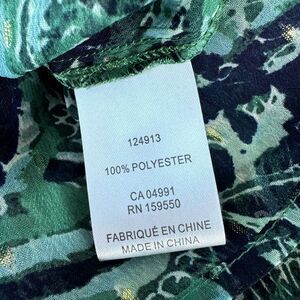 124913
100% POLYESTER
CA 04991
RN 159550
FABRIQUÉ EN CHINE
MADE IN CHINA